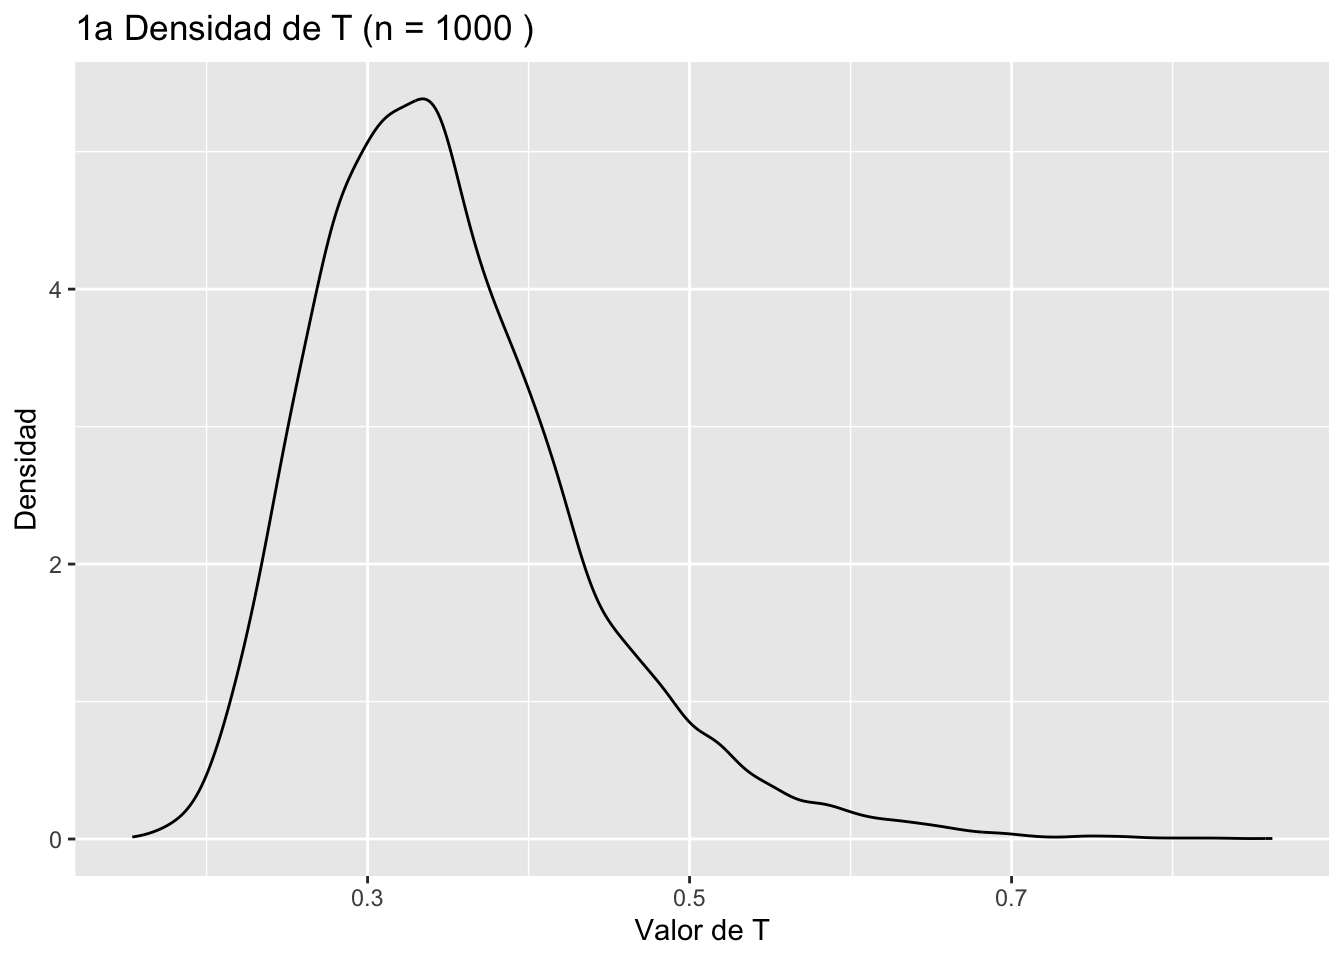 1a Densidad de T (n = 1000 )
Densidad
4
2
0
0.3 0.5 0.7
Valor de T